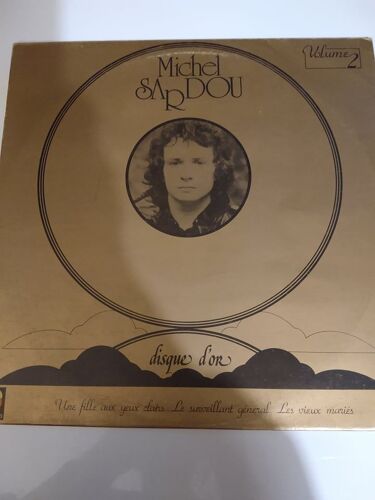 Volume 2
Michel
SARDOU
disque d'or
Une fille aux yeux clairs - Le surveillant général - Les vieux mariés